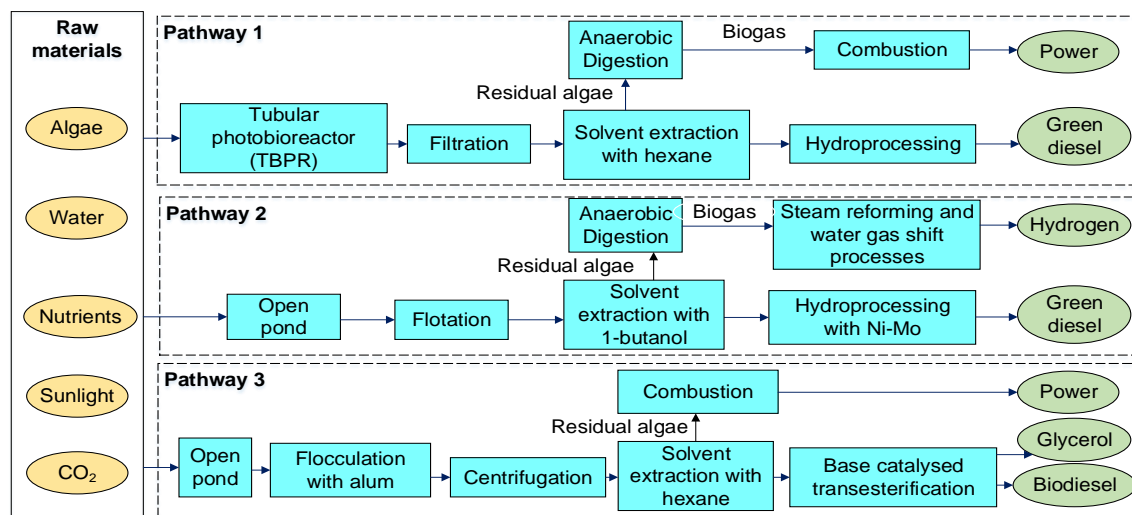 Raw
materials
Algae
Water
Nutrients
Sunlight
CO₂
Pathway 1
Tubular
photobioreactor
(TBPR)
Filtration
Solvent extraction
with hexane
Residual algae
Anaerobic
Digestion
Biogas
Combustion
Power
Hydroprocessing
Green
diesel
Pathway 2
Open
pond
Flotation
Solvent
extraction with
1-butanol
Residual algae
Anaerobic
Digestion
Biogas
Steam reforming and
water gas shift
processes
Hydrogen
Hydroprocessing
with Ni-Mo
Green
diesel
Pathway 3
Open
pond
Flocculation
with alum
Centrifugation
Solvent
extraction with
hexane
Residual algae
Combustion
Power
Base catalysed
transesterification
Glycerol
Biodiesel